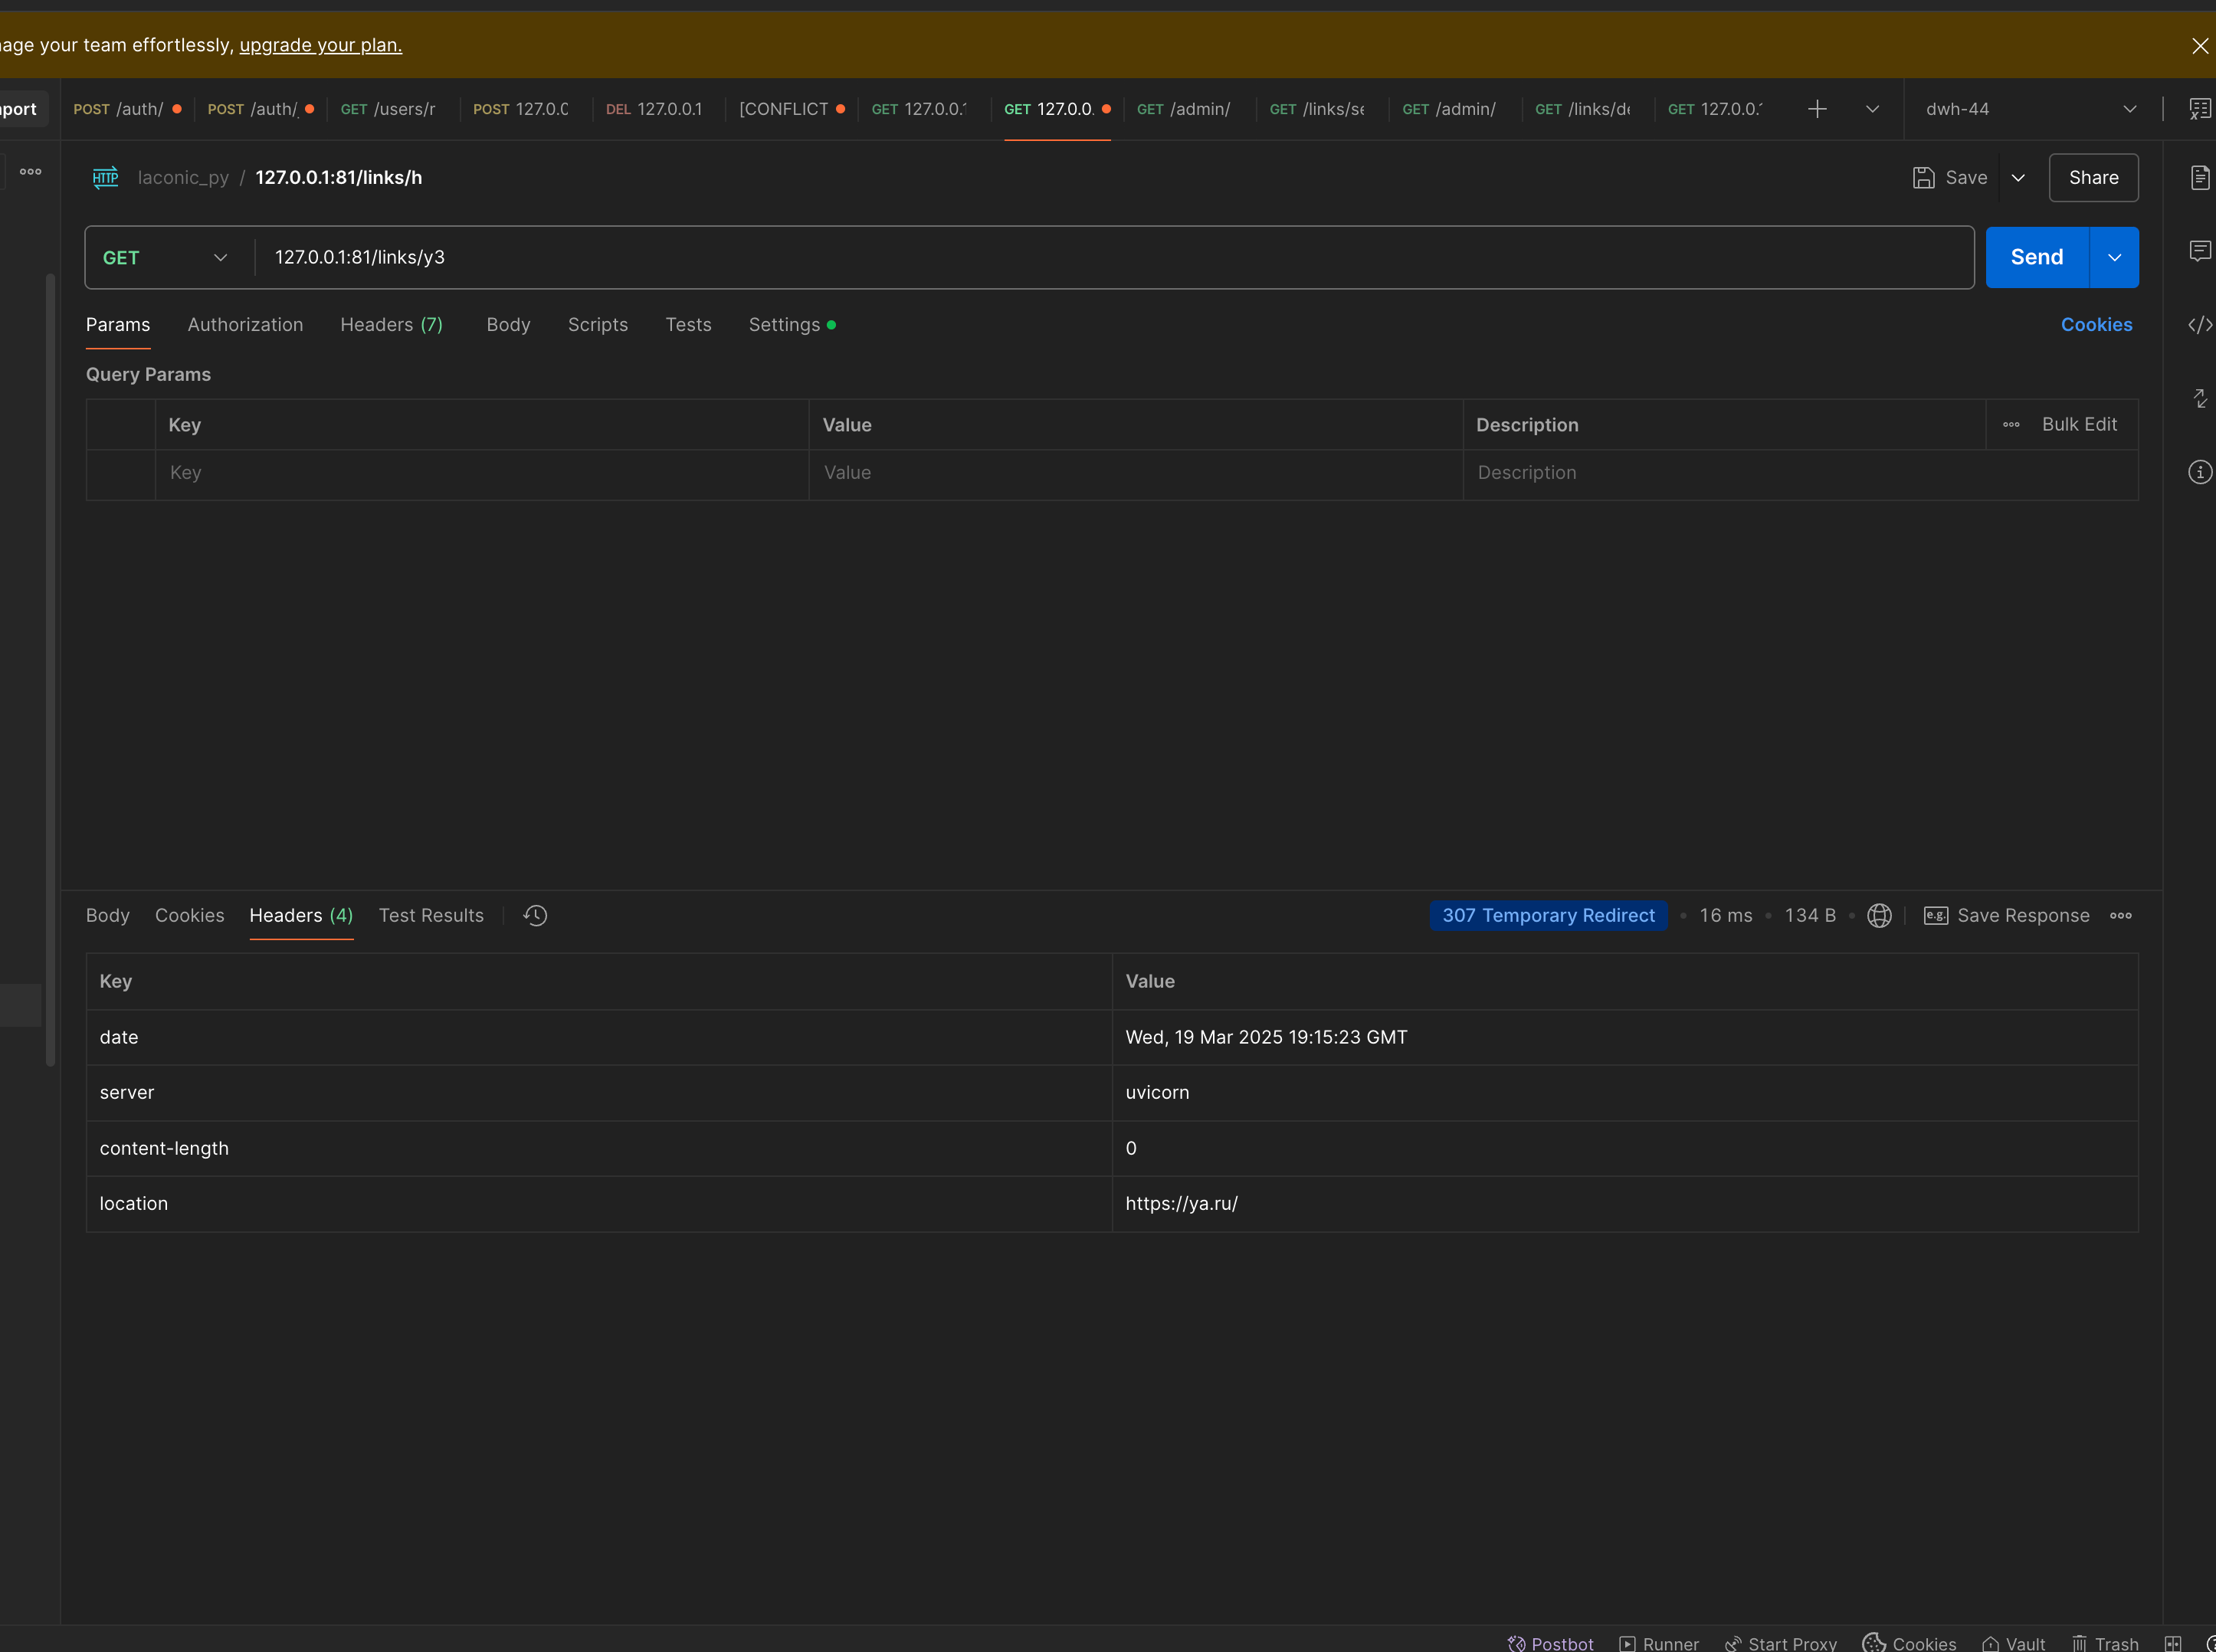 age your team effortlessly, upgrade your plan.
port
POST /auth/
POST /auth/
GET /users/r
POST 127.0.0
DEL 127.0.0.1
[CONFLICT
GET 127.0.0.
GET 127.0.0.
GET /admin/
GET /links/se
GET /admin/
GET /links/de
GET 127.0.0.
dwh-44
HTTP laconic_py / 127.0.0.1:81/links/h
Save
Share
GET 127.0.0.1:81/links/y3
Send
Params Authorization Headers (7) Body Scripts Tests Settings
Cookies
Query Params
Key Value Description Bulk Edit
Key Value Description
Body Cookies Headers (4) Test Results
307 Temporary Redirect • 16 ms • 134 B • e.g. Save Response
Key Value
date Wed, 19 Mar 2025 19:15:23 GMT
server uvicorn
content-length 0
location https://ya.ru/
Postbot Runner Start Proxy Cookies Vault Trash